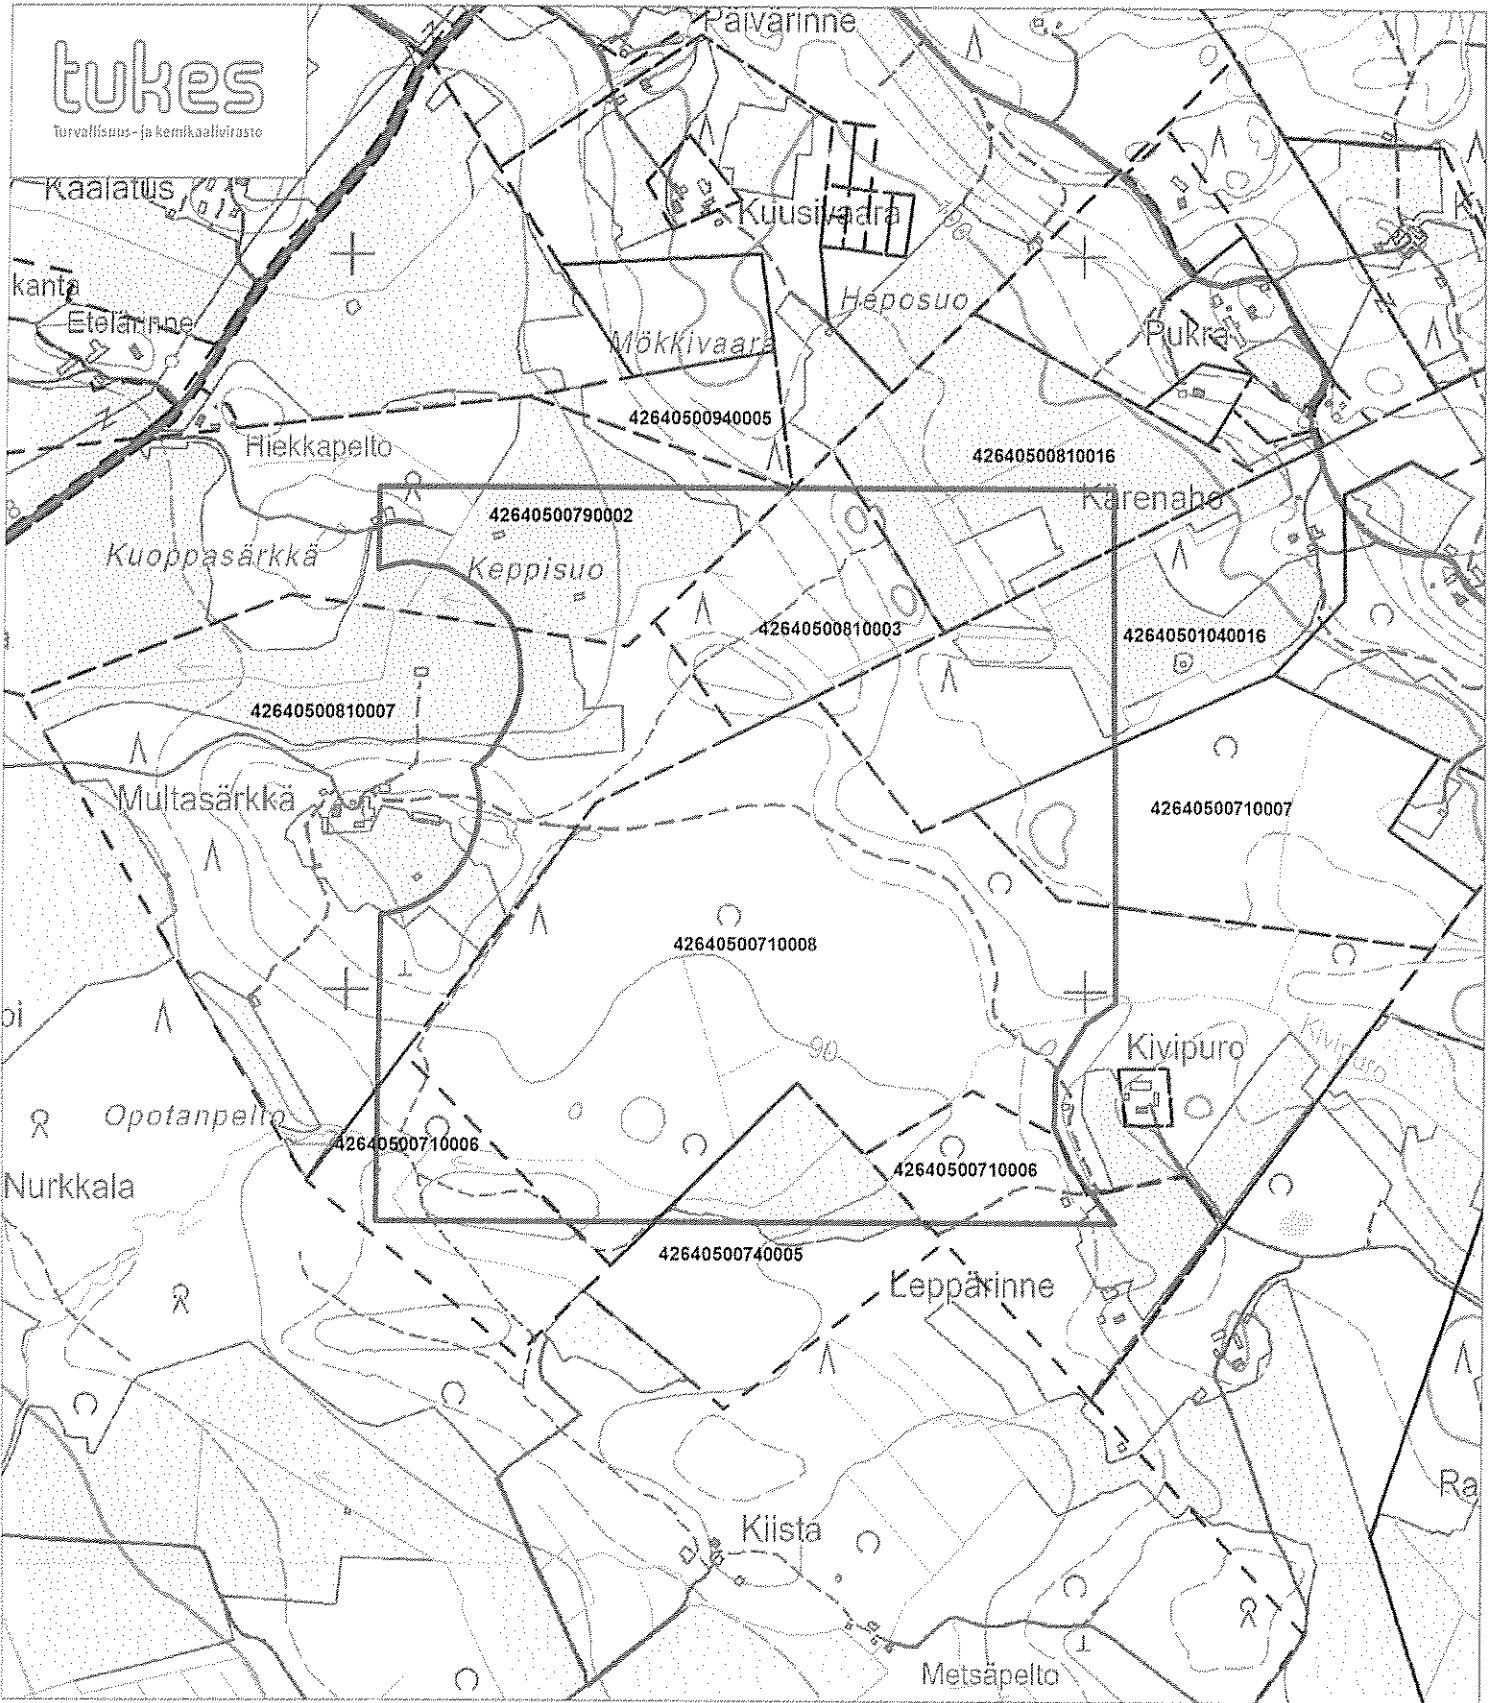 tukes
Turvallisuus- ja kemikaalivirasto
Päivärinne
Kaalatus
Kuusivaara
kanta
Etelärinne
Heposuo
Mökkivaara
Pukra
Hiekkapelto
42640500940005
42640500810016
Kärenaho
42640500790002
Kuoppasärkkä
Keppisuo
42640500810003
42640501040016
42640500810007
Multasärkkä
42640500710007
42640500710008
90
Kivipuro
Kivipuro
Opotanpelto
42640500710006
42640500710006
Nurkkala
42640500740005
Leppärinne
Ra
Kiista
Metsäpelto